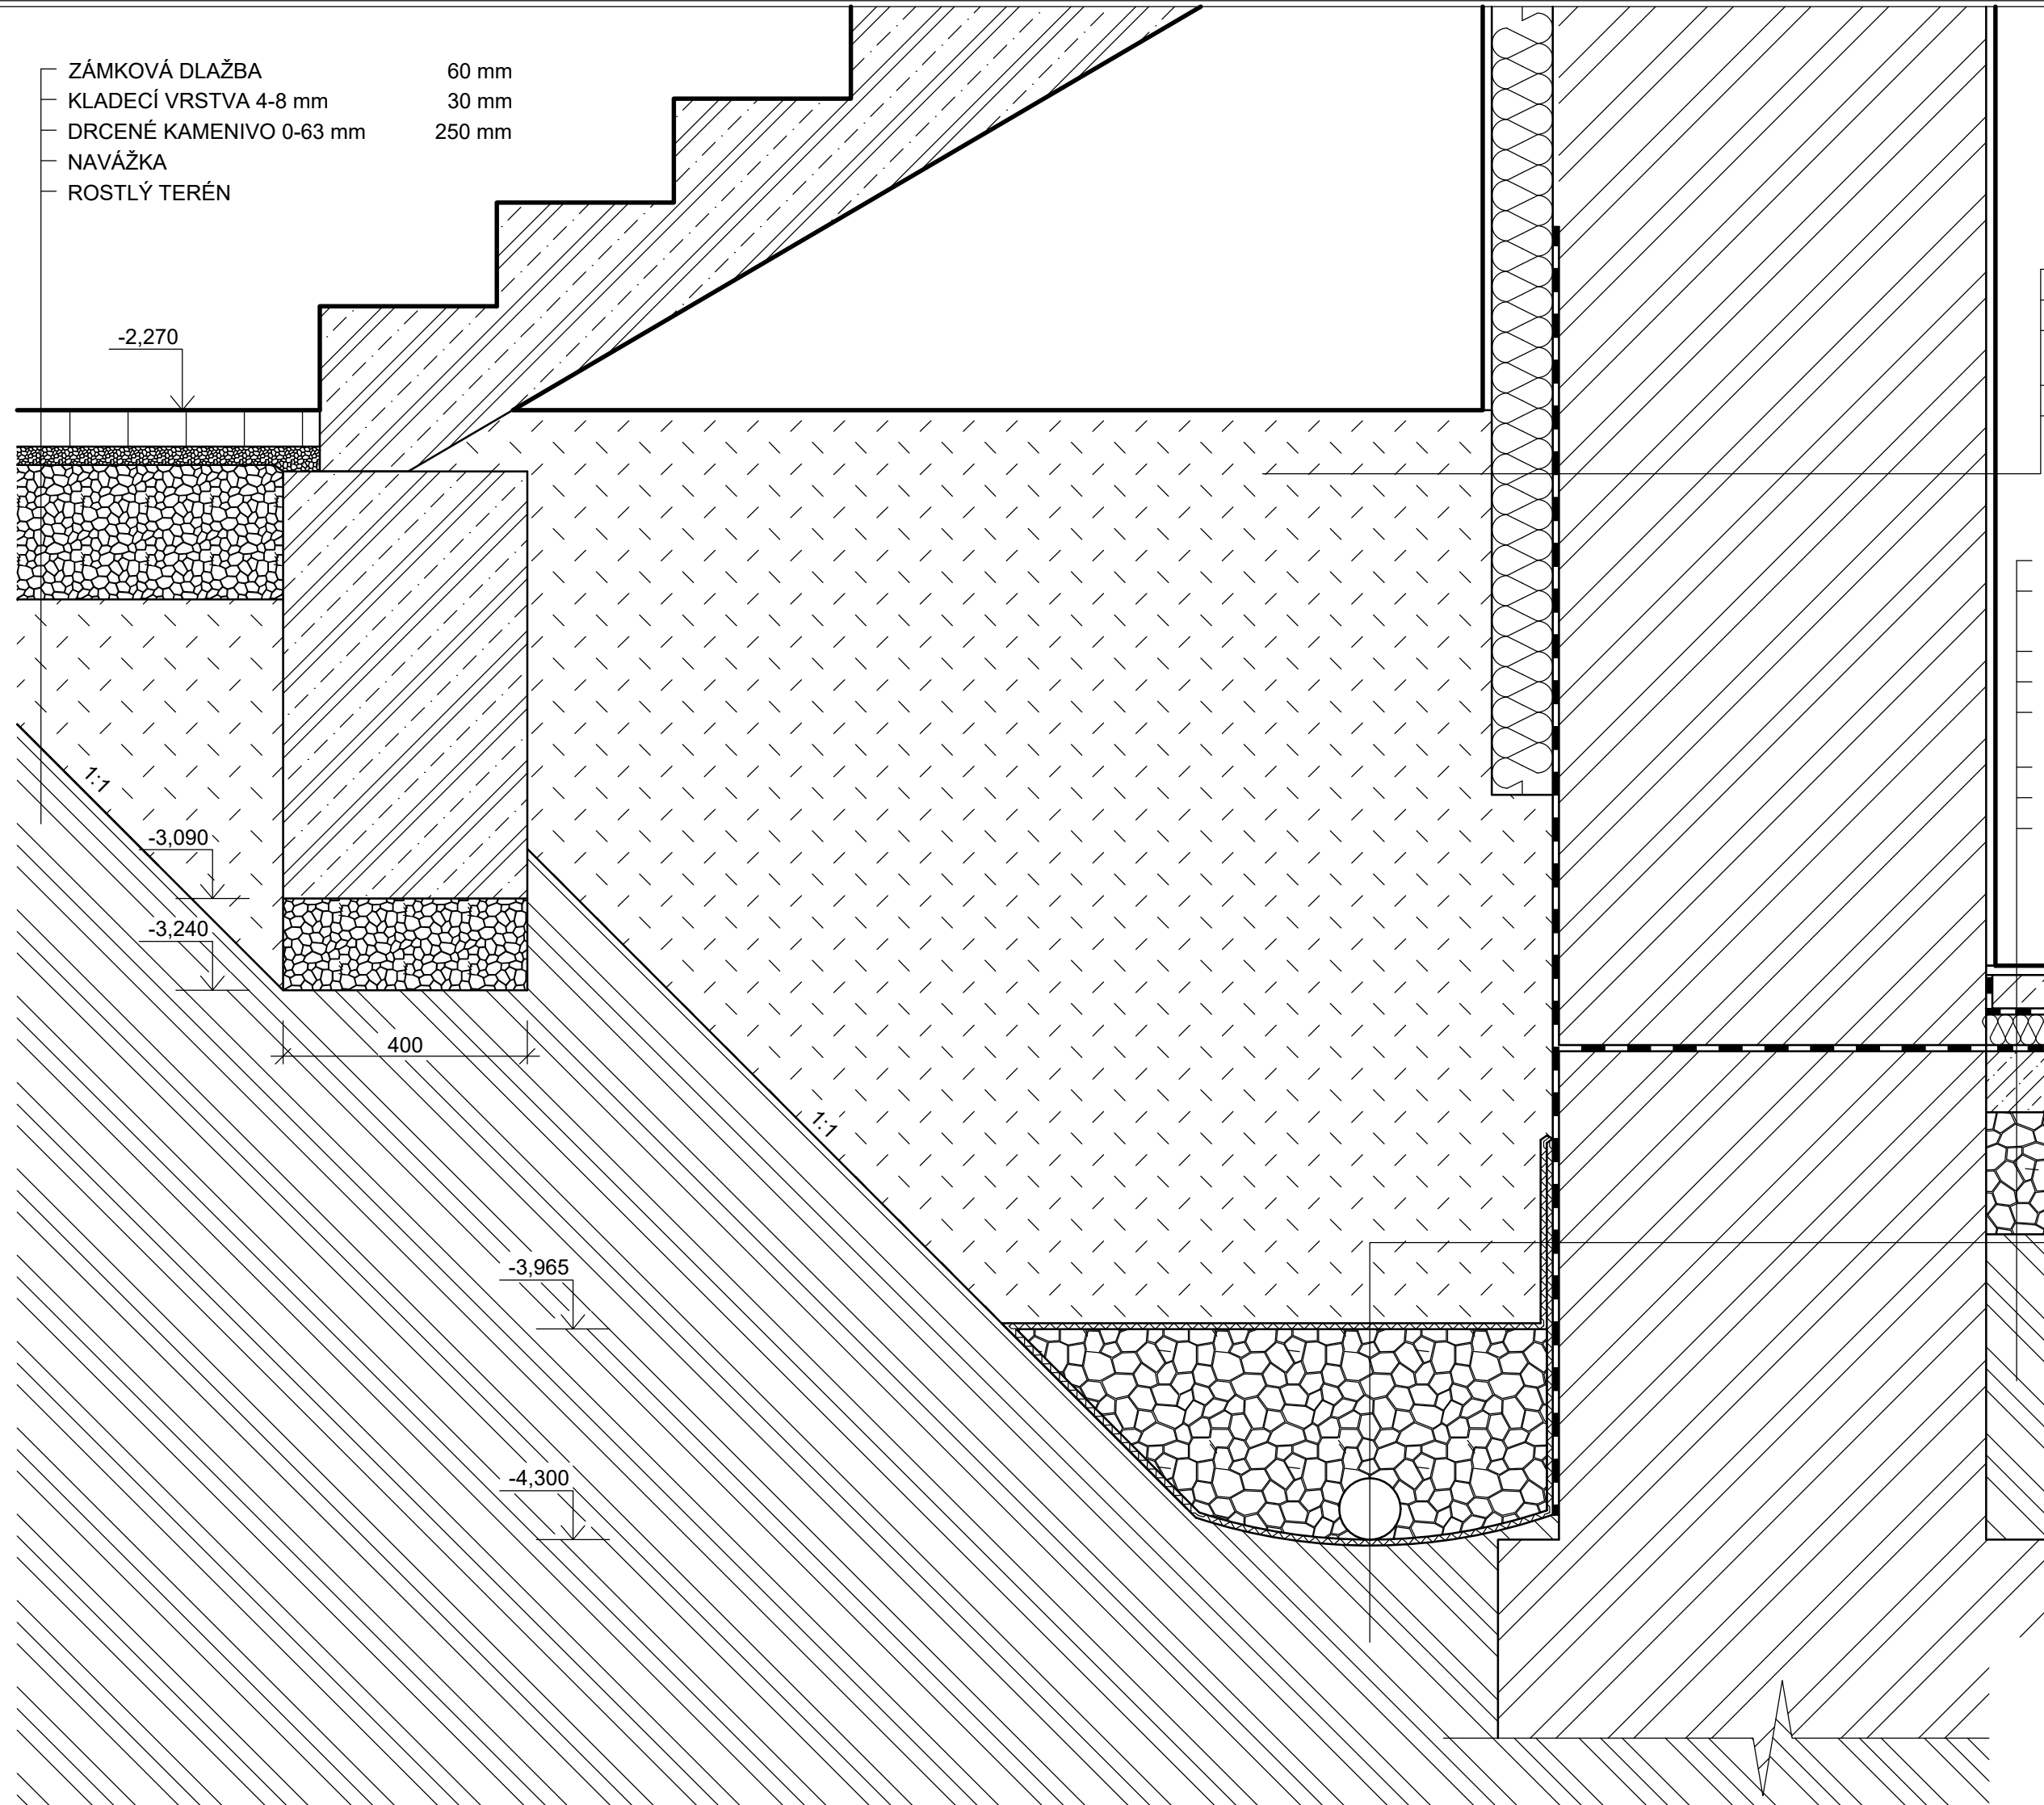 ZÁMKOVÁ DLAŽBA 60 mm
KLADECÍ VRSTVA 4-8 mm 30 mm
DRCENÉ KAMENIVO 0-63 mm 250 mm
NAVÁŽKA
ROSTLÝ TERÉN
-2,270
1:1
-3,090
-3,240
400
1:1
-3,965
-4,300